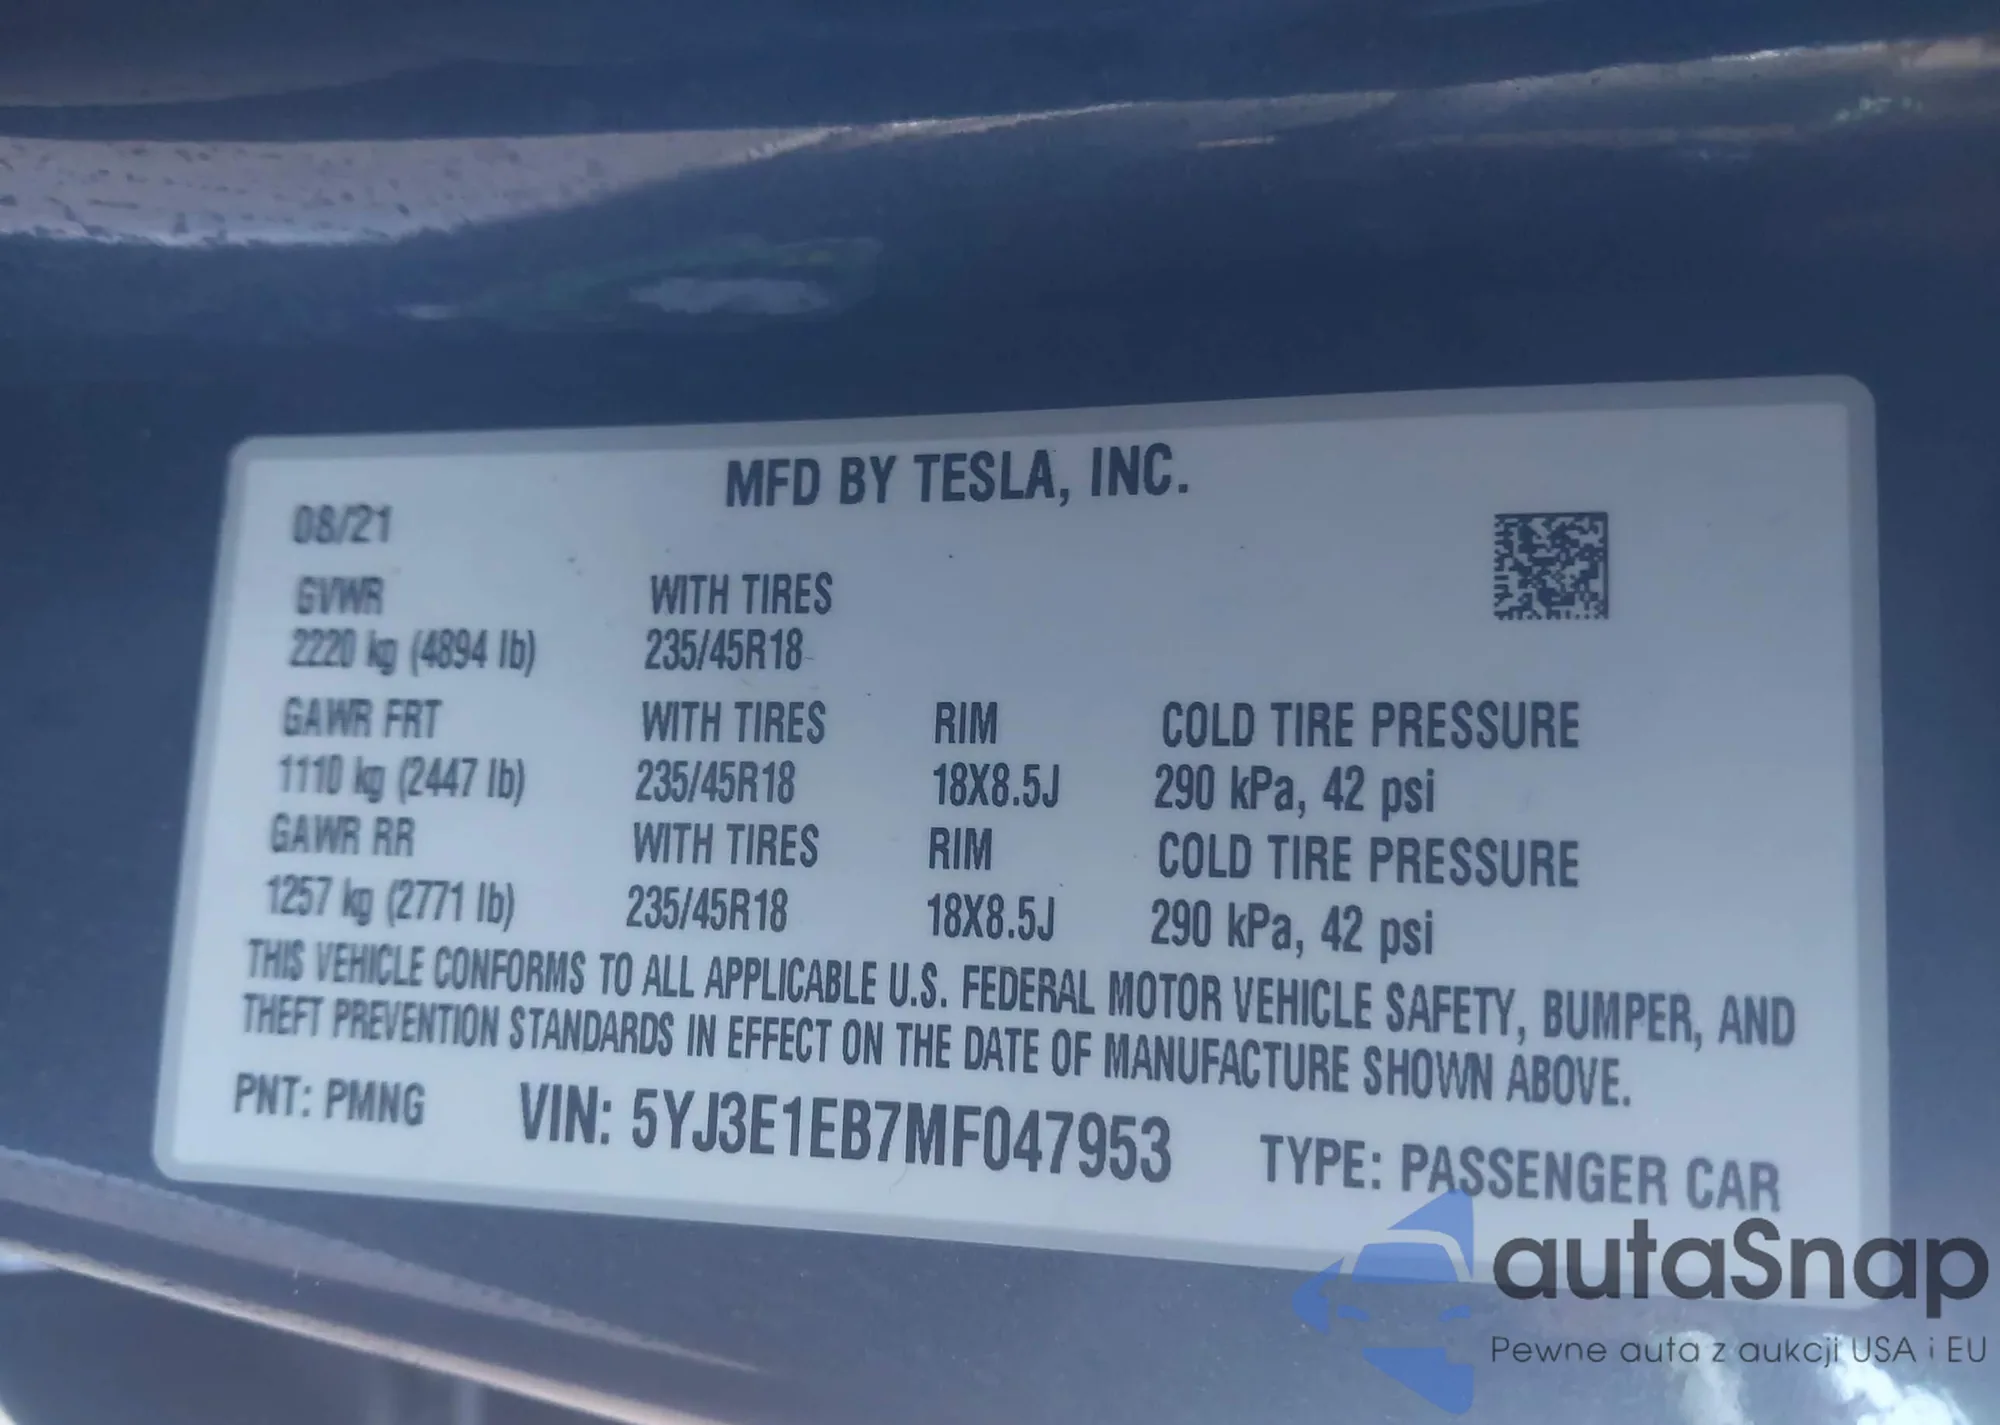 MFD BY TESLA, INC.
08/21
GVWR WITH TIRES
2220 kg (4894 lb) 235/45R18
GAWR FRT WITH TIRES RIM COLD TIRE PRESSURE
1110 kg (2447 lb) 235/45R18 18X8.5J 290 kPa, 42 psi
GAWR RR WITH TIRES RIM COLD TIRE PRESSURE
1257 kg (2771 lb) 235/45R18 18X8.5J 290 kPa, 42 psi
THIS VEHICLE CONFORMS TO ALL APPLICABLE U.S. FEDERAL MOTOR VEHICLE SAFETY, BUMPER, AND
THEFT PREVENTION STANDARDS IN EFFECT ON THE DATE OF MANUFACTURE SHOWN ABOVE.
PNT: PMNG VIN: 5YJ3E1EB7MF047953 TYPE: PASSENGER CAR
autaSnap
Pewne auta z aukcji USA i EU